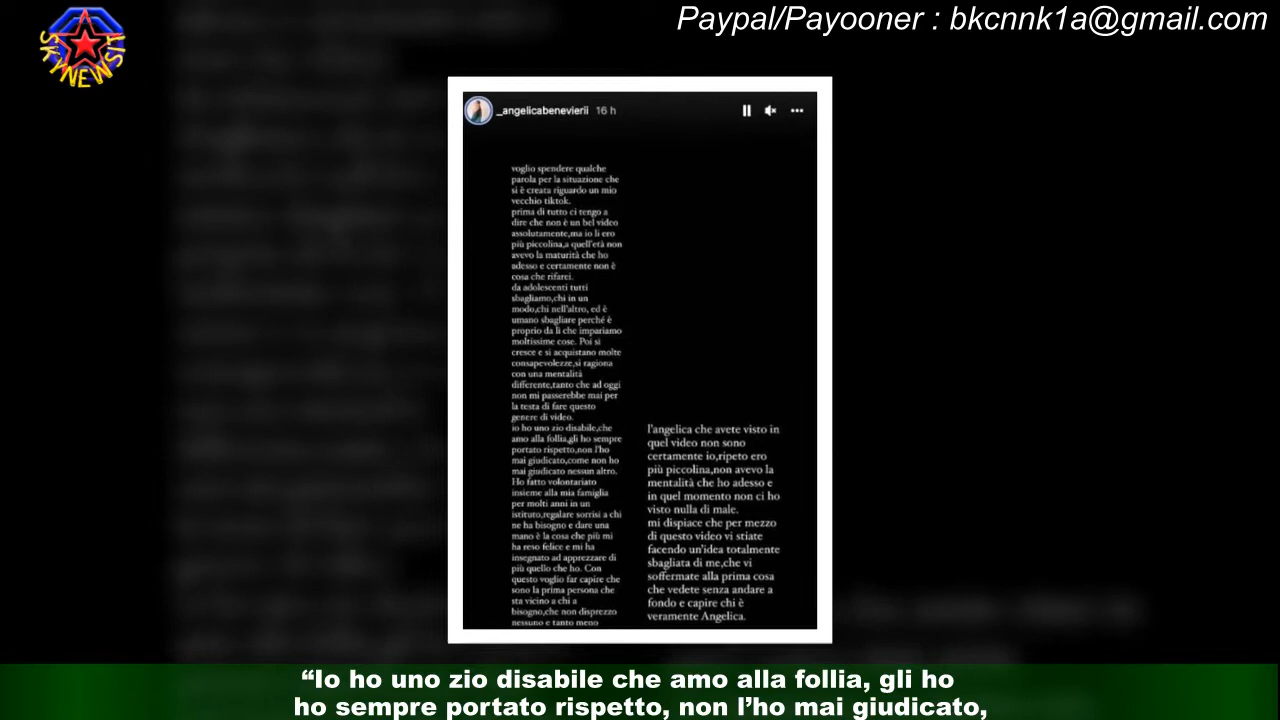 SKYNEWSIT
Paypal/Payooner : bkcnnk1a@gmail.com
_angelicabenevierii 16 h
voglio spendere qualche
parola per la situazione che
si è creata riguardo un mio
vecchio tiktok.
prima di tutto ci tengo a
dire che non è un bel video
assolutamente,ma io lì ero
più piccolina,a quell'età non
avevo la maturità che ho
adesso e certamente non è
cosa che rifarei.
da adolescenti tutti
sbagliamo,chi in un
modo,chi nell'altro, ed è
umano sbagliare perché è
proprio da lì che impariamo
moltissime cose. Poi si
cresce e si acquistano molte
consapevolezze,si ragiona
con una mentalità
differente,tanto che ad oggi
non mi passerebbe mai per
la testa di fare questo
genere di video.
io ho uno zio disabile,che
amo alla follia,gli ho sempre
portato rispetto,non l'ho
mai giudicato,come non ho
mai giudicato nessun altro.
Ho fatto volontariato
insieme alla mia famiglia
per molti anni in un
istituto,regalare sorrisi a chi
ne ha bisogno e dare una
mano è la cosa che più mi
ha reso felice e mi ha
insegnato ad apprezzare di
più quello che ho. Con
questo voglio far capire che
sono la prima persona che
sta vicino a chi a
bisogno,che non disprezzo
nessuno e tanto meno
l'angelica che avete visto in
quel video non sono
certamente io,ripeto ero
più piccolina,non avevo la
mentalità che ho adesso e
in quel momento non ci ho
visto nulla di male.
mi dispiace che per mezzo
di questo video vi stiate
facendo un'idea totalmente
sbagliata di me,che vi
soffermate alla prima cosa
che vedete senza andare a
fondo e capire chi è
veramente Angelica.
“Io ho uno zio disabile che amo alla follia, gli ho
ho sempre portato rispetto, non l’ho mai giudicato,